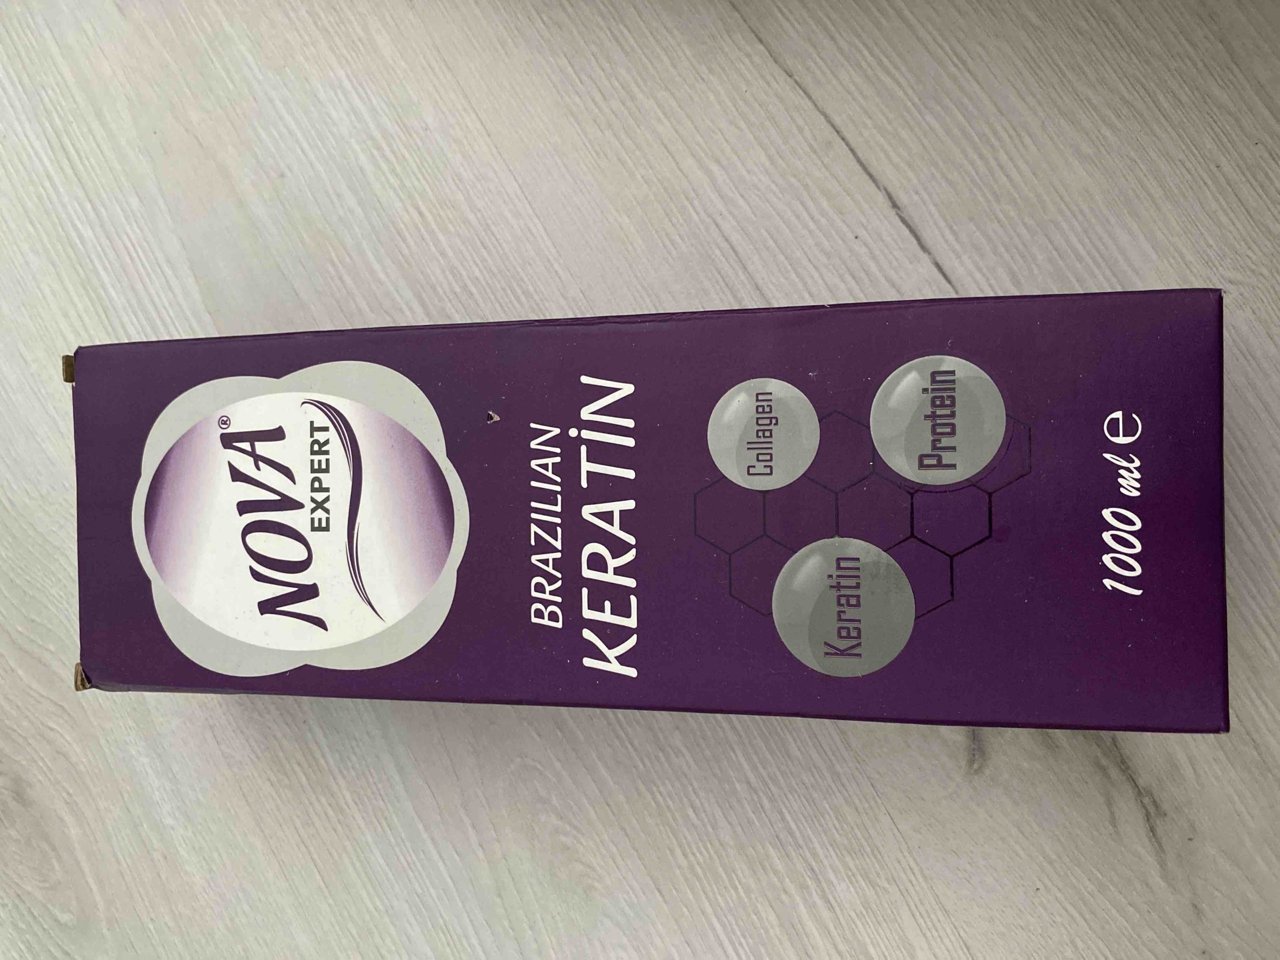 NOVA®
EXPERT
BRAZILIAN
KERATİN
Collagen
Protein
Keratin
1000 ml e